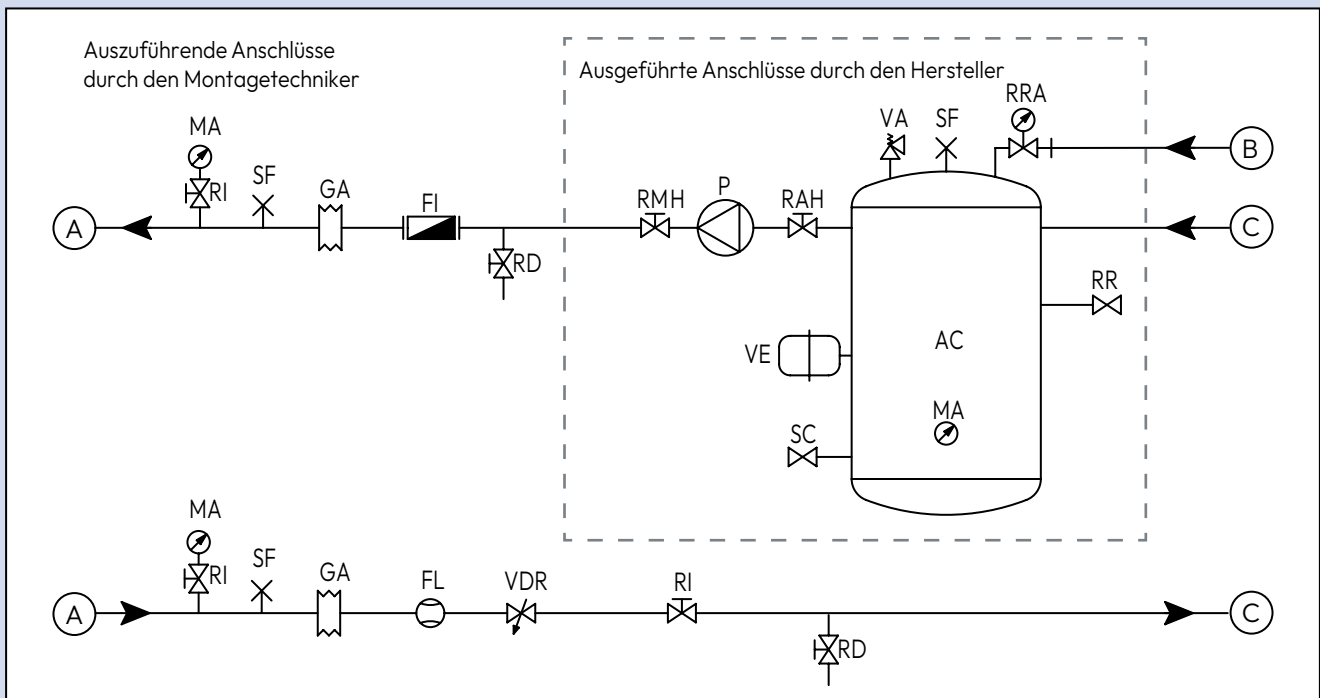 Auszuführende Anschlüsse
durch den Montagetechniker
Ausgeführte Anschlüsse durch den Hersteller
RRA
VA
SF
MA
B
SF
RI
GA
FI
RMH
P
RAH
A
C
RD
RR
VE
AC
MA
SC
MA
SF
RI
GA
FL
VDR
RI
A
C
RD